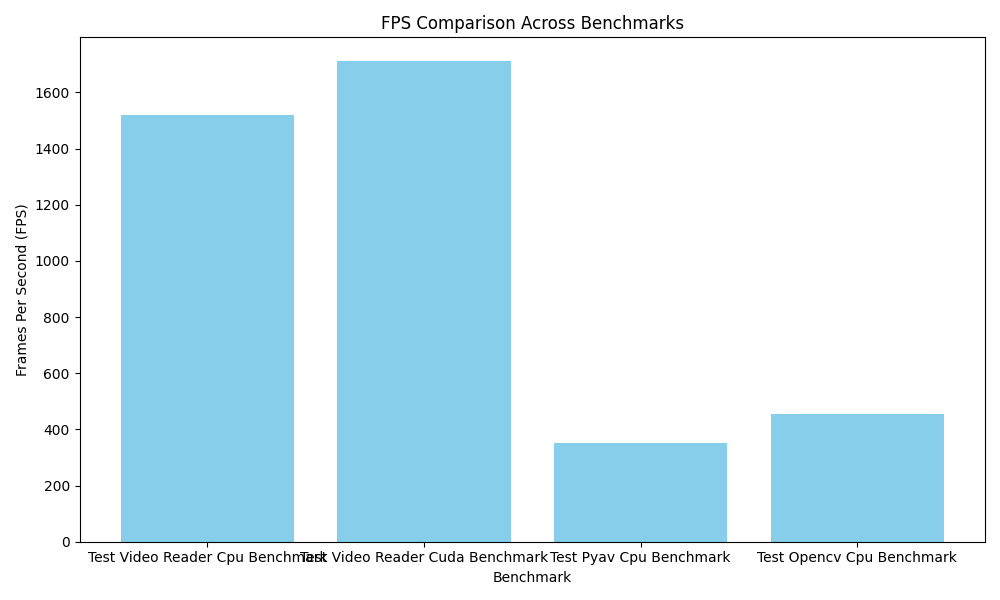 FPS Comparison Across Benchmarks
Frames Per Second (FPS)
1600
1400
1200
1000
800
600
400
200
0
Test Video Reader Cpu Benchmark
Test Video Reader Cuda Benchmark
Test Pyav Cpu Benchmark
Test Opencv Cpu Benchmark
Benchmark